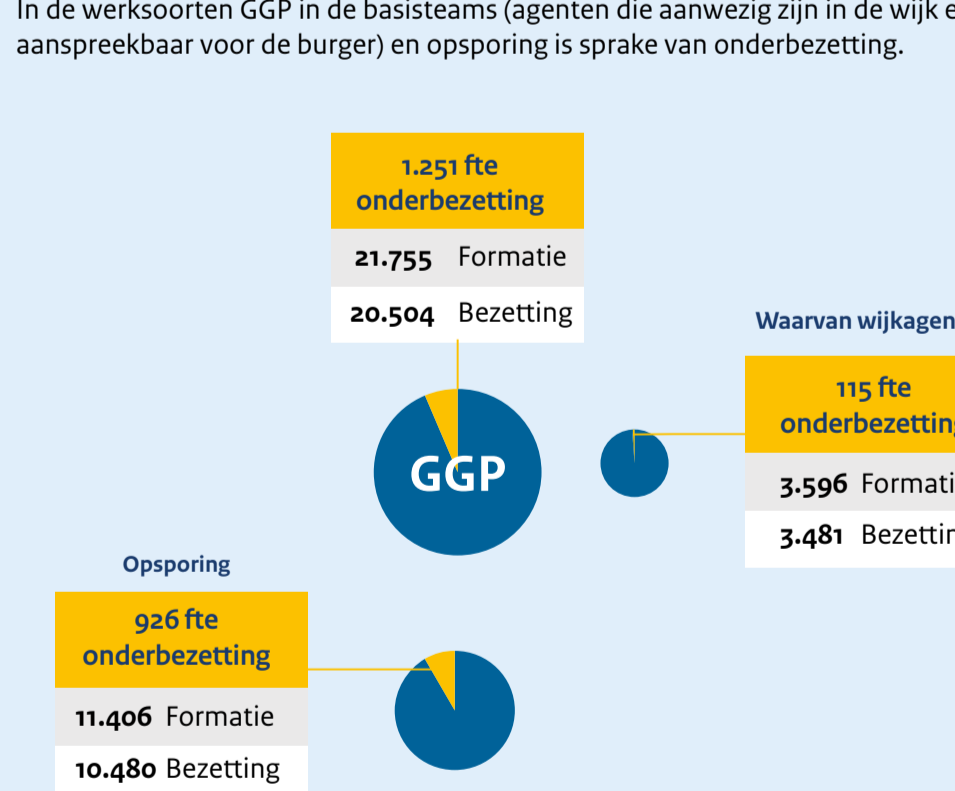 In de werksoorten GGP in de basisteams (agenten die aanwezig zijn in de wijk e
aanspreekbaar voor de burger) en opsporing is sprake van onderbezetting.
1.251 fte
onderbezetting
21.755 Formatie
20.504 Bezetting
GGP
Waarvan wijkagen
115 fte
onderbezetting
3.596 Formati
3.481 Bezettin
Opsporing
926 fte
onderbezetting
11.406 Formatie
10.480 Bezetting